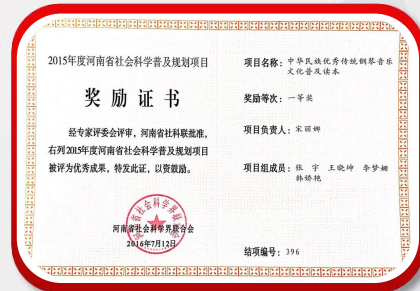 2015年度河南省社会科学普及规划项目
奖励证书
经专家评委会评审，河南省社科联批准，
右列2015年度河南省社会科学普及规划项目
被评为优秀成果，特发此证，以资鼓励。
河南省社会科学界联合会
2016年7月12日
项目名称：中华民族优秀传统钢琴音乐
文化普及读本
奖励等次：一等奖
项目负责人：宋丽娜
项目组成员：张宇 王晓坤 李梦姗
韩娇艳
结项编号：396